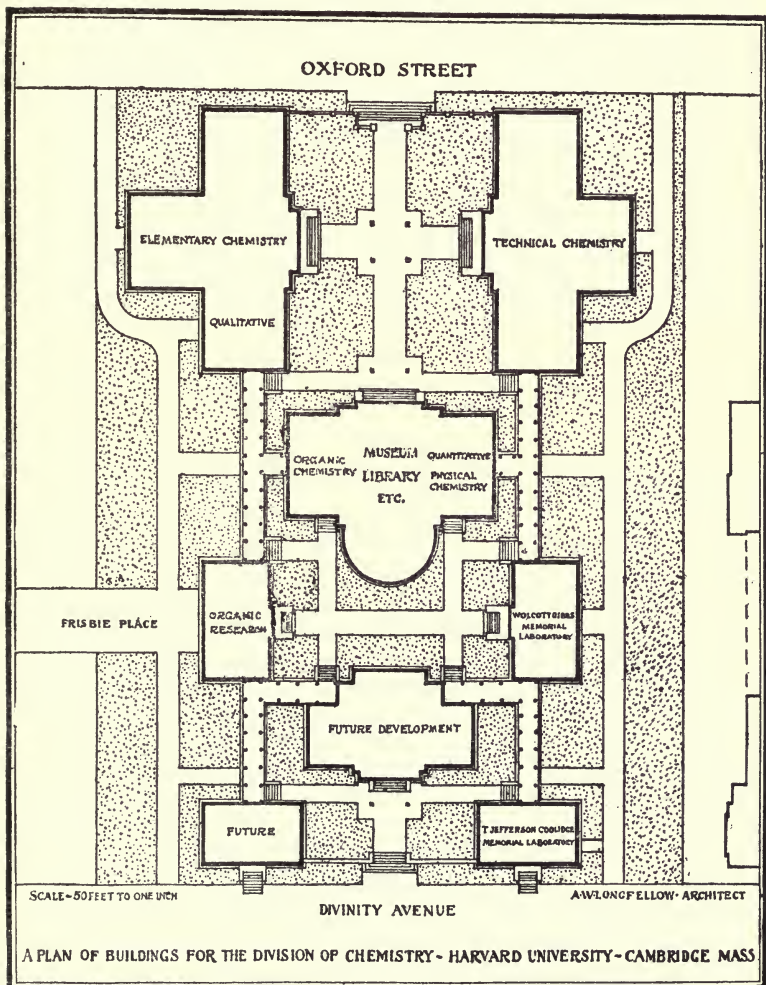 OXFORD STREET
ELEMENTARY CHEMISTRY
TECHNICAL CHEMISTRY
QUALITATIVE
ORGANIC
CHEMISTRY
MUSEUM
LIBRARY
ETC.
QUANTITATIVE
PHYSICAL
CHEMISTRY
FRISBIE PLACE
ORGANIC
RESEARCH
WOLCOTT GIBBS
MEMORIAL
LABORATORY
FUTURE DEVELOPMENT
FUTURE
T JEFFERSON COOLIDGE
MEMORIAL LABORATORY
SCALE-50 FEET TO ONE INCH
A·W·LONGFELLOW· ARCHITECT
DIVINITY AVENUE
A PLAN OF BUILDINGS FOR THE DIVISION OF CHEMISTRY - HARVARD UNIVERSITY - CAMBRIDGE MASS